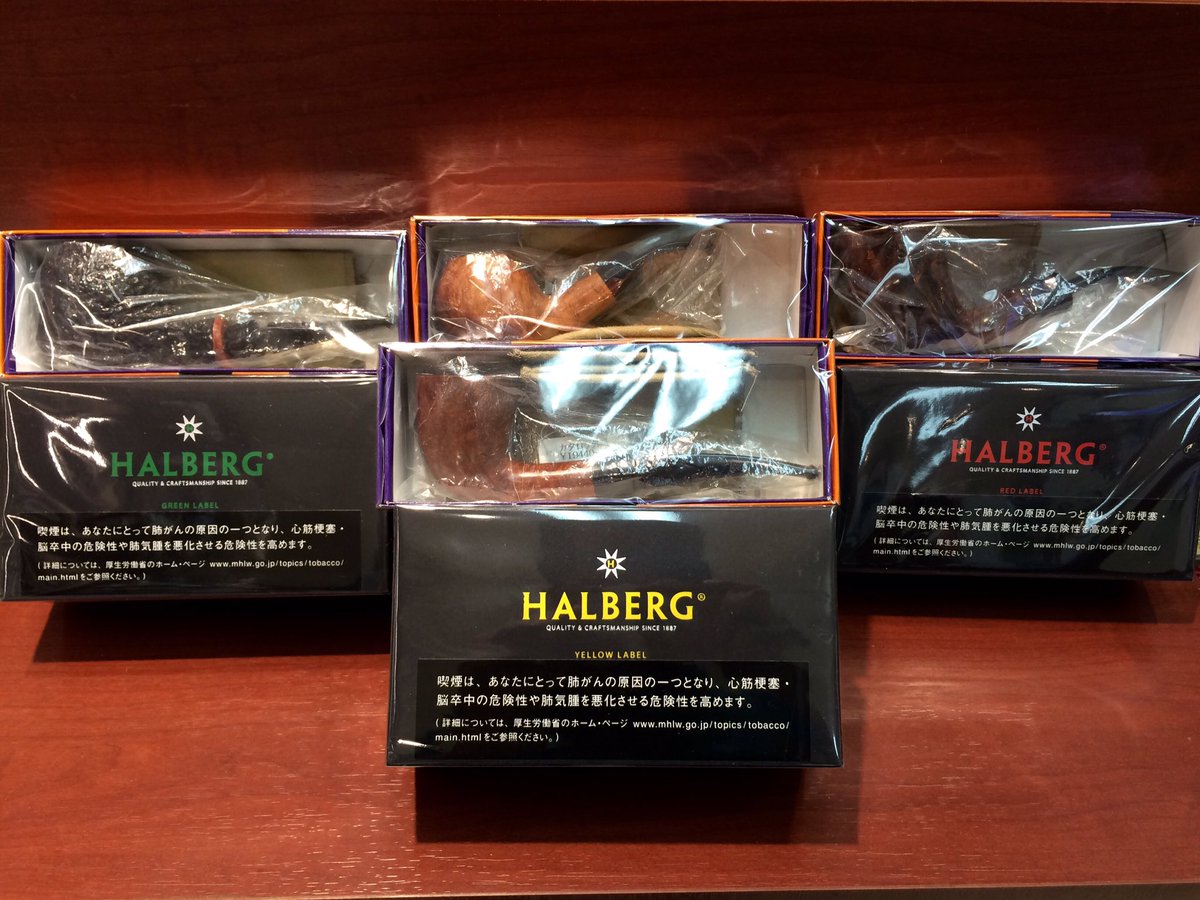 HALBERG®
QUALITY & CRAFTSMANSHIP SINCE 1887
GREEN LABEL
喫煙は、あなたにとって肺がんの原因の一つとなり、心筋梗塞・
脳卒中の危険性や肺気腫を悪化させる危険性を高めます。
(詳細については、厚生労働省のホーム・ページ www.mhlw.go.jp/topics/tobacco/
main.htmlをご参照ください。)
H
HALBERG®
QUALITY & CRAFTSMANSHIP SINCE 1887
YELLOW LABEL
喫煙は、あなたにとって肺がんの原因の一つとなり、心筋梗塞・
脳卒中の危険性や肺気腫を悪化させる危険性を高めます。
(詳細については、厚生労働省のホーム・ページ www.mhlw.go.jp/topics/tobacco/
main.htmlをご参照ください。)
H
HALBERG®
QUALITY & CRAFTSMANSHIP SINCE 1887
RED LABEL
喫煙は、あなたにとって肺がんの原因の一つとなり、心筋梗塞・
脳卒中の危険性や肺気腫を悪化させる危険性を高めます。
(詳細については、厚生労働省のホーム・ページ www.mhlw.go.jp/topics/tobacco/
main.htmlをご参照ください。)